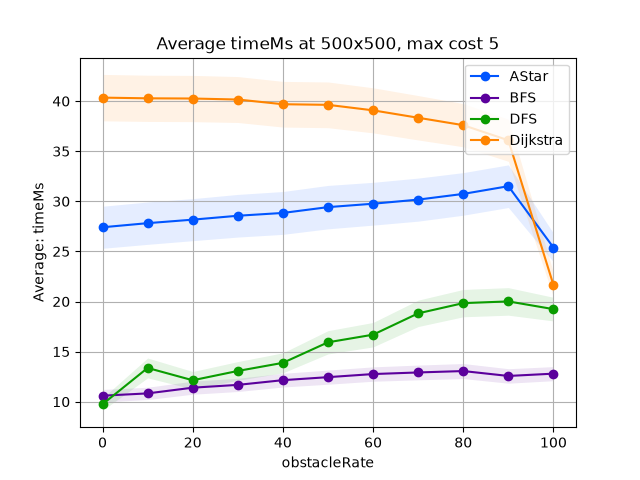 Average timeMs at 500x500, max cost 5
AStar
BFS
DFS
Dijkstra
Average: timeMs
40
35
30
25
20
15
10
0
20
40
60
80
100
obstacleRate